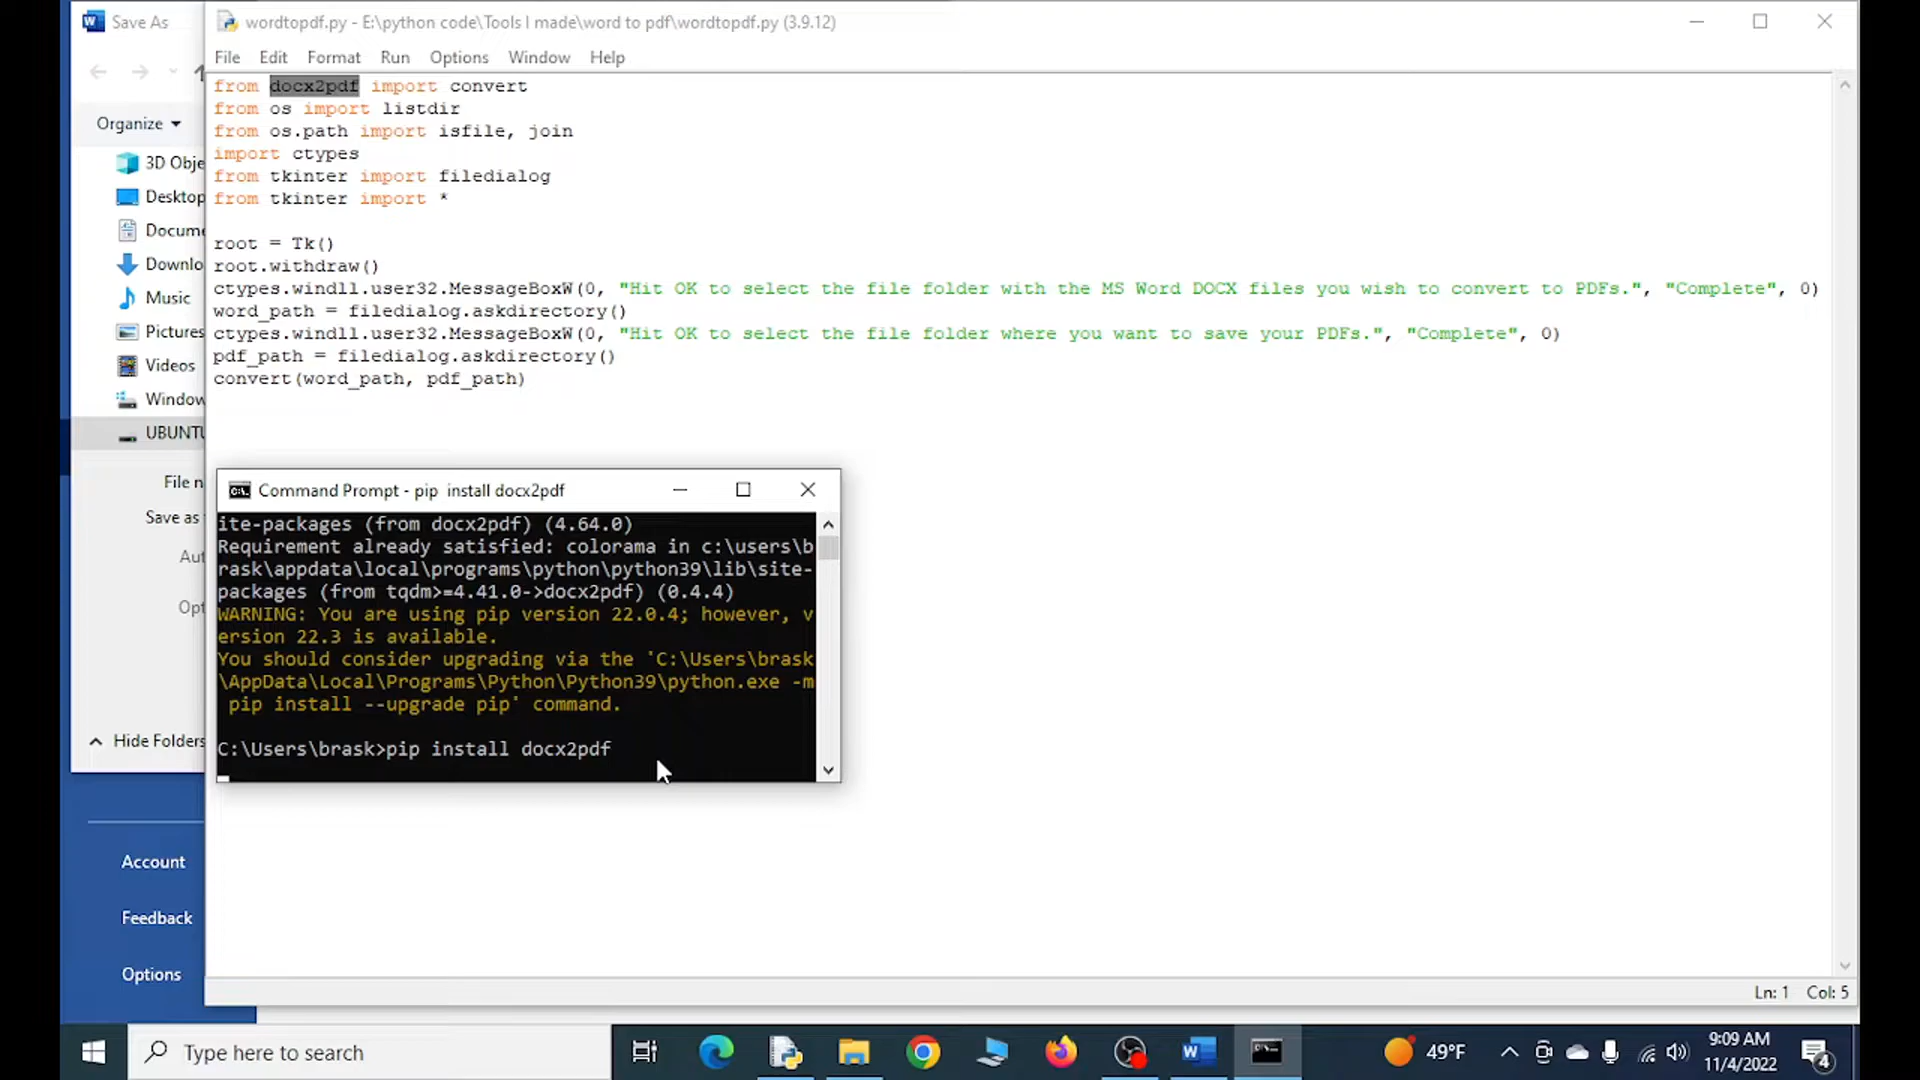 Save As
wordtopdf.py - E:\python code\Tools I made\word to pdf\wordtopdf.py (3.9.12)
File Edit Format Run Options Window Help
from docx2pdf import convert
from os import listdir
from os.path import isfile, join
import ctypes
from tkinter import filedialog
from tkinter import *
root = Tk()
root.withdraw()
ctypes.windll.user32.MessageBoxW(0, "Hit OK to select the file folder with the MS Word DOCX files you wish to convert to PDFs.", "Complete", 0)
word_path = filedialog.askdirectory()
ctypes.windll.user32.MessageBoxW(0, "Hit OK to select the file folder where you want to save your PDFs.", "Complete", 0)
pdf_path = filedialog.askdirectory()
convert(word_path, pdf_path)
Organize
3D Obje
Desktop
Docume
Downlo
Music
Pictures
Videos
Window
UBUNTU
File n
Save as
Aut
Opt
Hide Folders
Account
Feedback
Options
Command Prompt - pip  install docx2pdf
ite-packages (from docx2pdf) (4.64.0)
Requirement already satisfied: colorama in c:\users\b
rask\appdata\local\programs\python\python39\lib\site-
packages (from tqdm>=4.41.0->docx2pdf) (0.4.4)
WARNING: You are using pip version 22.0.4; however, v
ersion 22.3 is available.
You should consider upgrading via the 'C:\Users\brask
\AppData\Local\Programs\Python\Python39\python.exe -m
 pip install --upgrade pip' command.
C:\Users\brask>pip install docx2pdf
Ln: 1 Col: 5
Type here to search
49°F
9:09 AM
11/4/2022
4